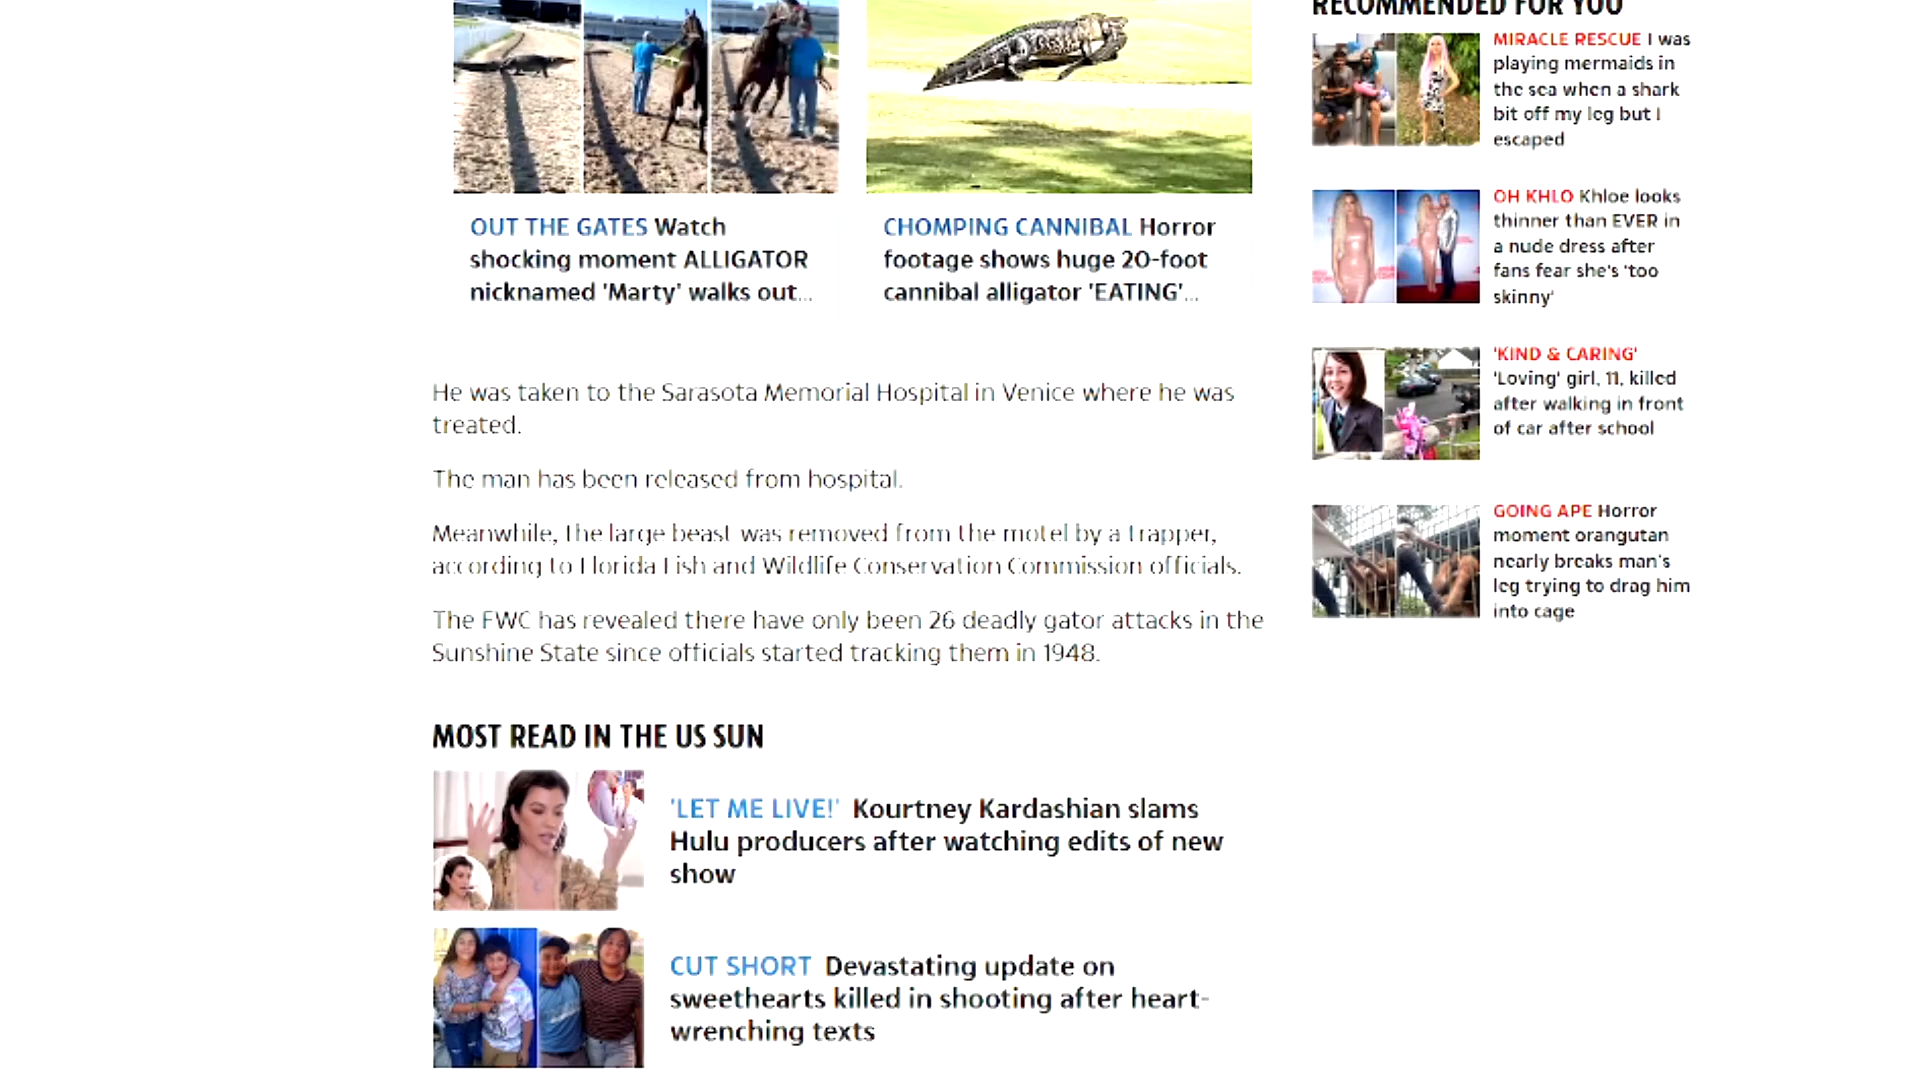 RECOMMENDED FOR YOU
OUT THE GATES Watch
shocking moment ALLIGATOR
nicknamed 'Marty' walks out...
CHOMPING CANNIBAL Horror
footage shows huge 20-foot
cannibal alligator 'EATING'...
He was taken to the Sarasota Memorial Hospital in Venice where he was
treated.
The man has been released from hospital.
Meanwhile, the large beast was removed from the motel by a trapper,
according to Florida Fish and Wildlife Conservation Commission officials.
The FWC has revealed there have only been 26 deadly gator attacks in the
Sunshine State since officials started tracking them in 1948.
MOST READ IN THE US SUN
'LET ME LIVE!' Kourtney Kardashian slams
Hulu producers after watching edits of new
show
CUT SHORT Devastating update on
sweethearts killed in shooting after heart-
wrenching texts
MIRACLE RESCUE I was
playing mermaids in
the sea when a shark
bit off my leg but I
escaped
OH KHLO Khloe looks
thinner than EVER in
a nude dress after
fans fear she's 'too
skinny'
'KIND & CARING'
'Loving' girl, 11, killed
after walking in front
of car after school
GOING APE Horror
moment orangutan
nearly breaks man's
leg trying to drag him
into cage